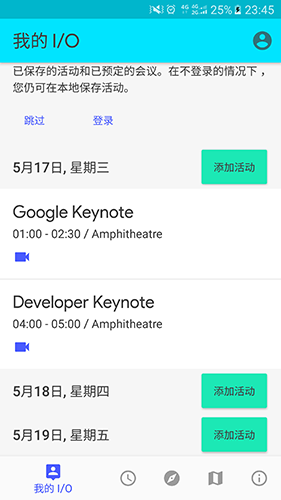 4G 4G 25% 23:45
我的 I/O
已保存的活动和已预定的会议。在不登录的情况下，
您仍可在本地保存活动。
跳过 登录
5月17日, 星期三 添加活动
Google Keynote
01:00 - 02:30 / Amphitheatre
Developer Keynote
04:00 - 05:00 / Amphitheatre
5月18日, 星期四 添加活动
5月19日, 星期五 添加活动
我的 I/O